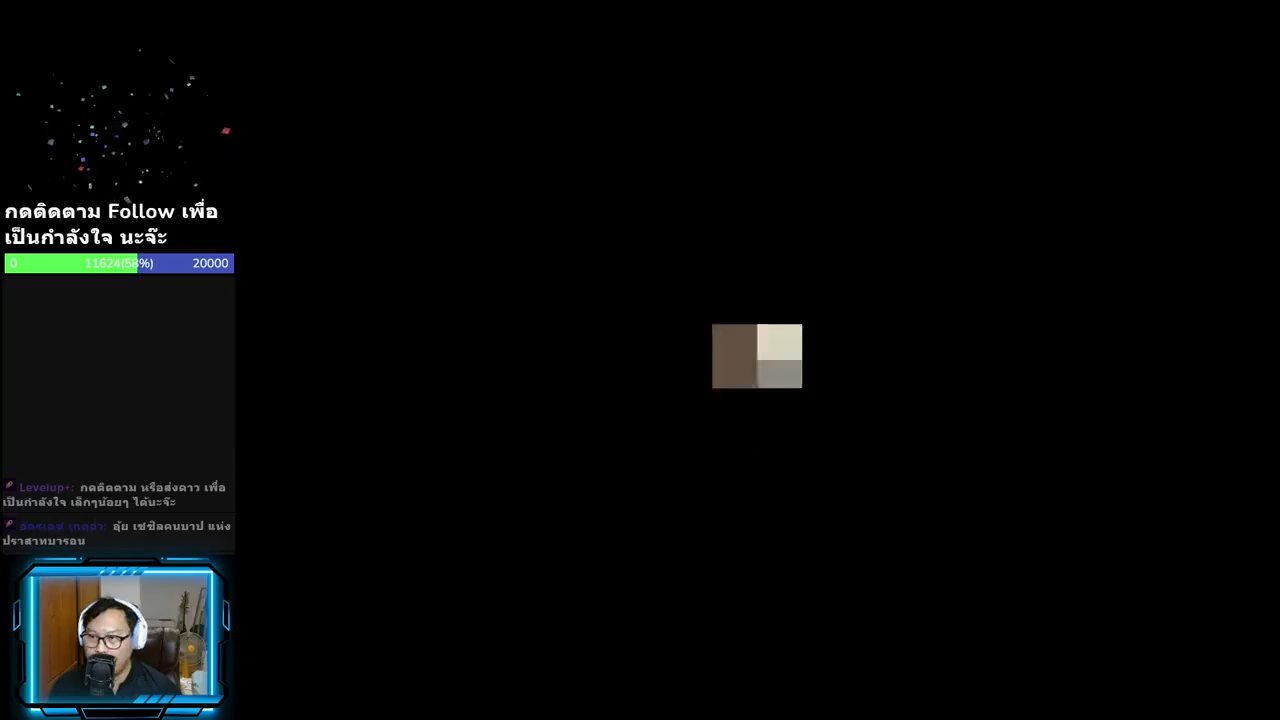 กดติดตาม Follow เพื่อ
เป็นกำลังใจ นะจ๊ะ
0 11624(58%) 20000
Levelup+: กดติดตาม หรือส่งดาว เพื่อ
เป็นกำลังใจ เล็กๆน้อยๆ ได้นะจ๊ะ
อุ้ย เซซิลคนบาป แห่ง
ปราสาทบารอน